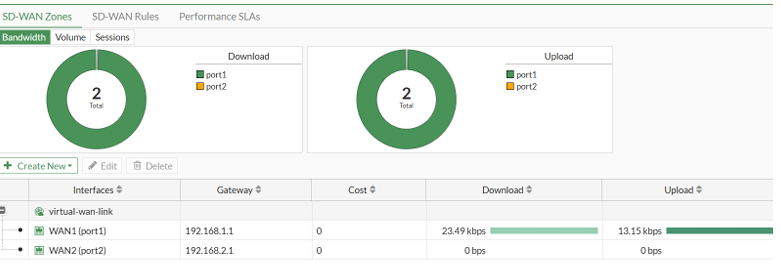 SD-WAN Zones SD-WAN Rules Performance SLAs
Bandwidth Volume Sessions
Download
port1
port2
2
Total
Upload
port1
port2
2
Total
+ Create New Edit Delete
Interfaces Gateway Cost Download Upload
virtual-wan-link
WAN1 (port1) 192.168.1.1 0 23.49 kbps 13.15 kbps
WAN2 (port2) 192.168.2.1 0 0 bps 0 bps